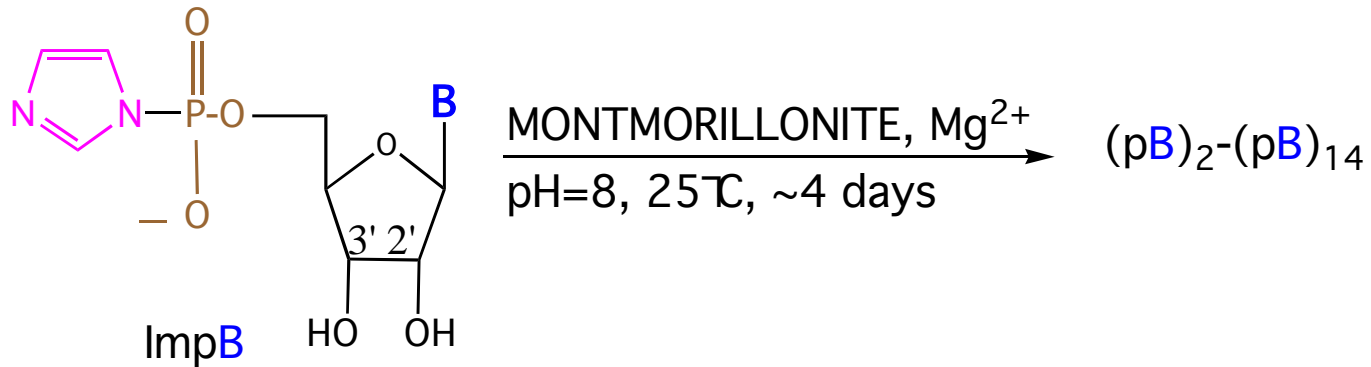 O
N
N
P
O
O
B
O
– O
3' 2'
HO
OH
ImpB
MONTMORILLONITE, Mg²⁺
pH=8, 25℃, ~4 days
(pB)₂-(pB)₁₄